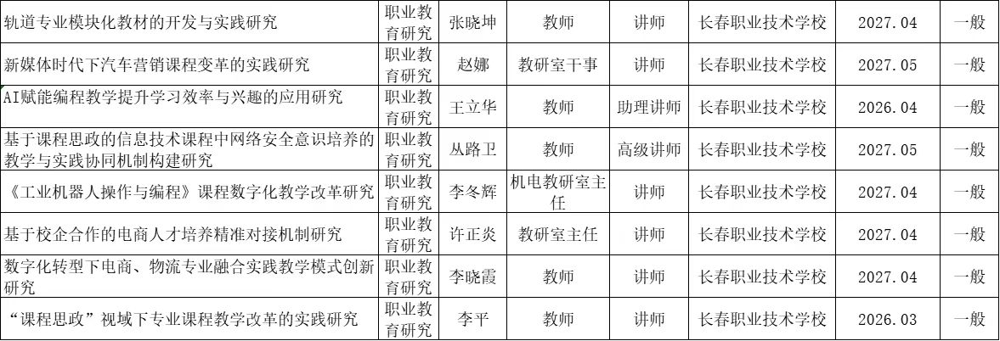 轨道专业模块化教材的开发与实践研究 职业教育研究 张晓坤 教师 讲师 长春职业技术学校 2027.04 一般
新媒体时代下汽车营销课程变革的实践研究 职业教育研究 赵娜 教研室干事 讲师 长春职业技术学校 2027.05 一般
AI赋能编程教学提升学习效率与兴趣的应用研究 职业教育研究 王立华 教师 助理讲师 长春职业技术学校 2026.04 一般
基于课程思政的信息技术课程中网络安全意识培养的教学与实践协同机制构建研究 职业教育研究 丛路卫 教师 高级讲师 长春职业技术学校 2027.05 一般
《工业机器人操作与编程》课程数字化教学改革研究 职业教育研究 李冬辉 机电教研室主任 讲师 长春职业技术学校 2027.04 一般
基于校企合作的电商人才培养精准对接机制研究 职业教育研究 许正炎 教研室主任 讲师 长春职业技术学校 2027.04 一般
数字化转型下电商、物流专业融合实践教学模式创新研究 职业教育研究 李晓霞 教师 讲师 长春职业技术学校 2027.04 一般
“课程思政”视域下专业课程教学改革的实践研究 职业教育研究 李平 教师 讲师 长春职业技术学校 2026.03 一般